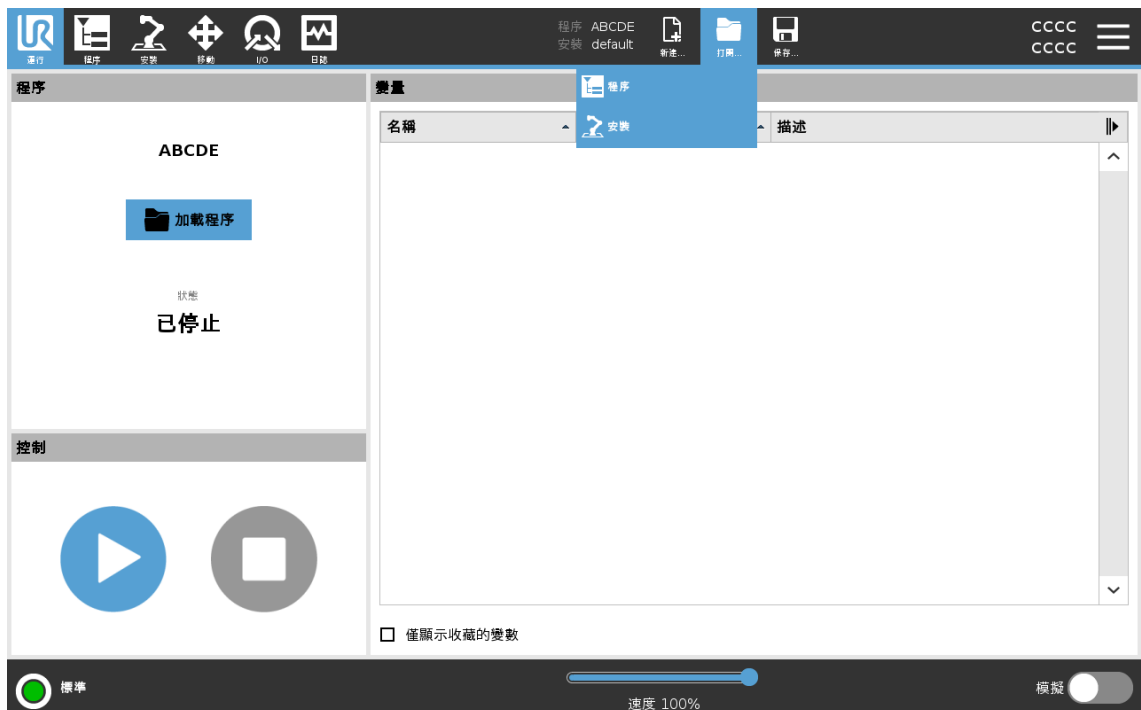 程序 ABCDE
安裝 default
CCCC
CCCC
運行
程序
安裝
移動
I/O
日誌
新建...
打開...
保存...
程序
安裝
程序
變量
名稱
描述
ABCDE
加載程序
狀態
已停止
控制
僅顯示收藏的變數
標準
速度 100%
模擬